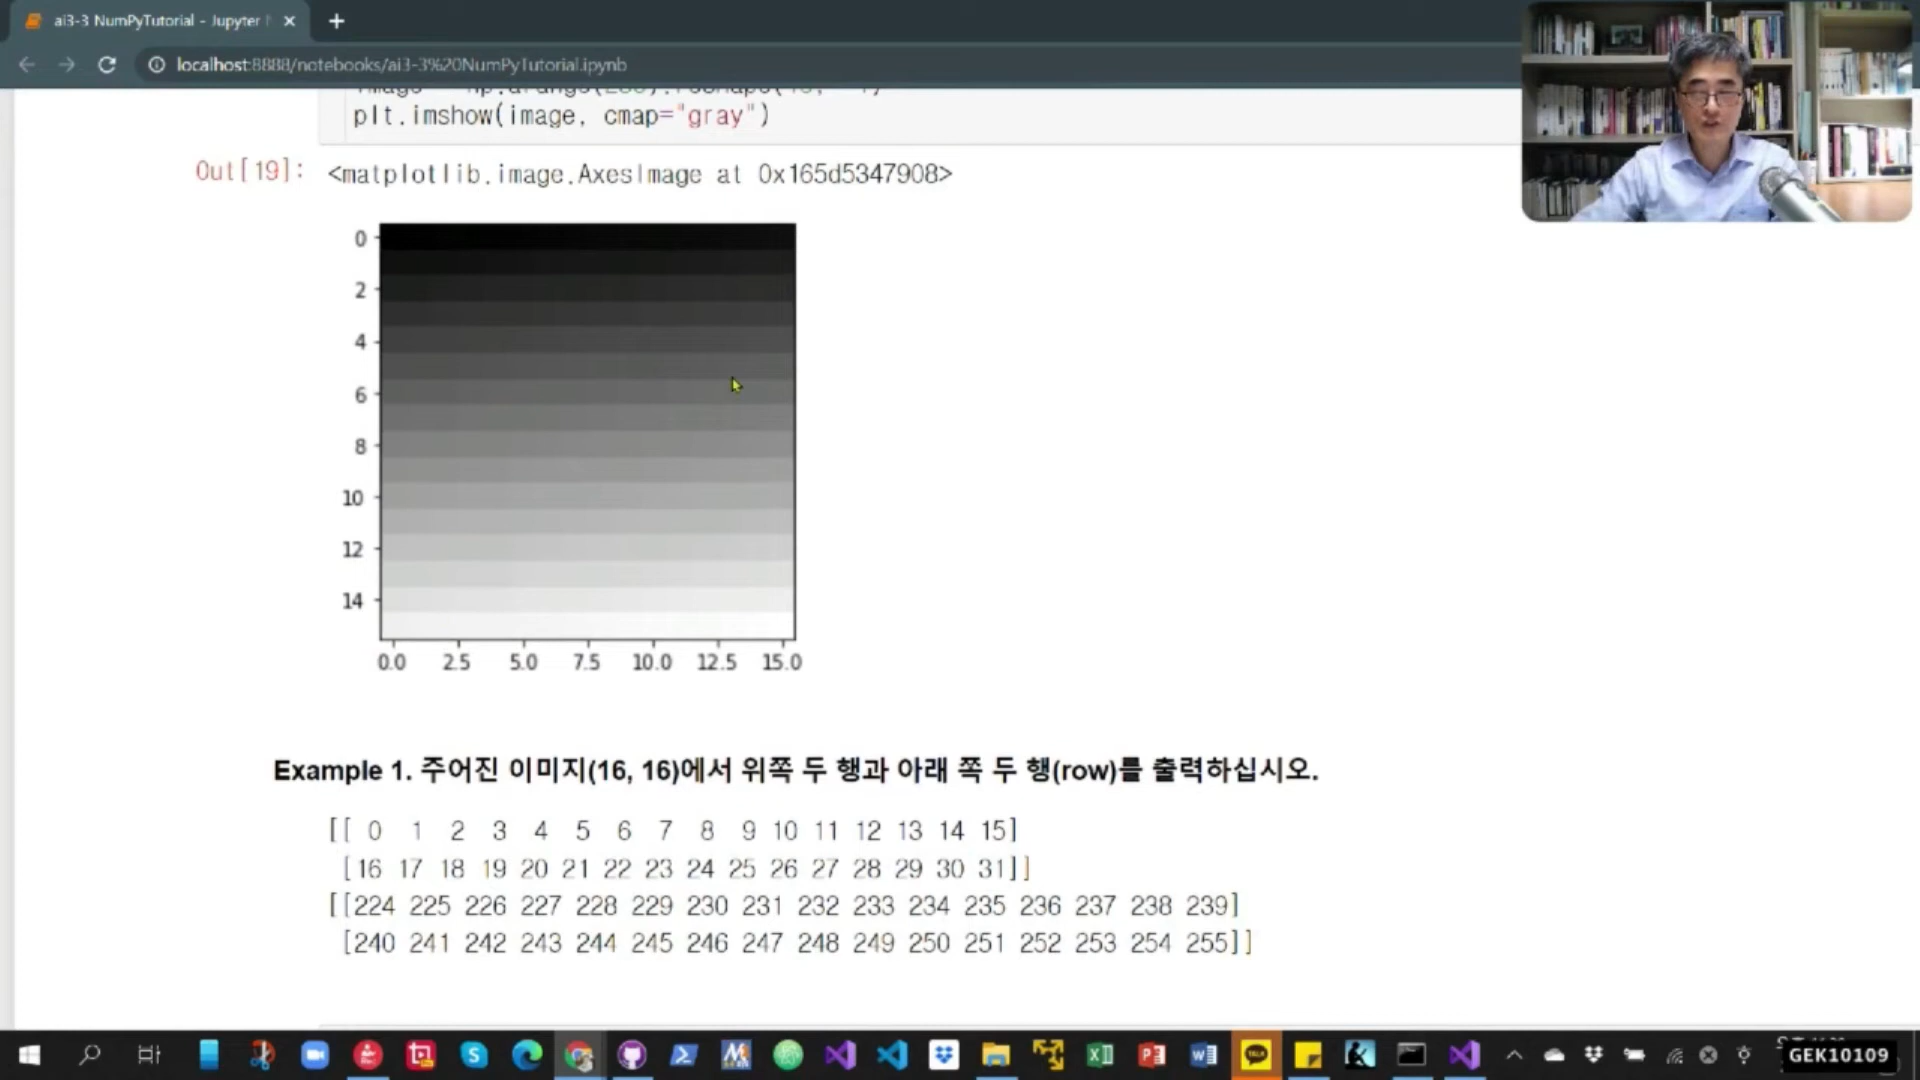 ai3-3 NumPyTutorial - Jupyter
localhost:8888/notebooks/ai3-3%20NumPyTutorial.ipynb
plt.imshow(image, cmap="gray")
Out[19]: <matplotlib.image.AxesImage at 0x165d5347908>
0
2
4
6
8
10
12
14
0.0 2.5 5.0 7.5 10.0 12.5 15.0
Example 1. 주어진 이미지(16, 16)에서 위쪽 두 행과 아래 쪽 두 행(row)를 출력하십시오.
[[ 0 1 2 3 4 5 6 7 8 9 10 11 12 13 14 15]
[16 17 18 19 20 21 22 23 24 25 26 27 28 29 30 31]]
[[224 225 226 227 228 229 230 231 232 233 234 235 236 237 238 239]
[240 241 242 243 244 245 246 247 248 249 250 251 252 253 254 255]]
GEK10109